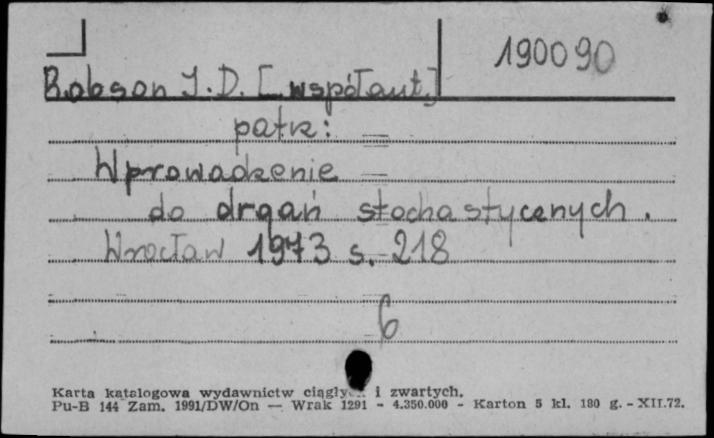 190090
Robson J.D. [współaut.]
patrz:
Wprowadzenie
do drgań stochastycznych.
Wrocław 1973 s. 218
6
Karta katalogowa wydawnictw ciągłych i zwartych.
Pu-B 144 Zam. 1991/DW/On — Wrak 1291 - 4.350.000 - Karton 5 kl. 180 g. - XII.72.